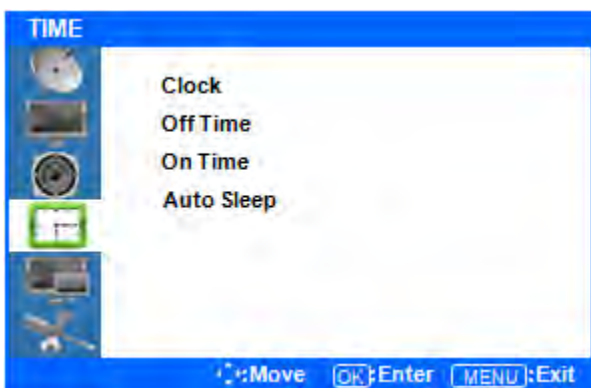 TIME
Clock
Off Time
On Time
Auto Sleep
:Move OK:Enter MENU:Exit